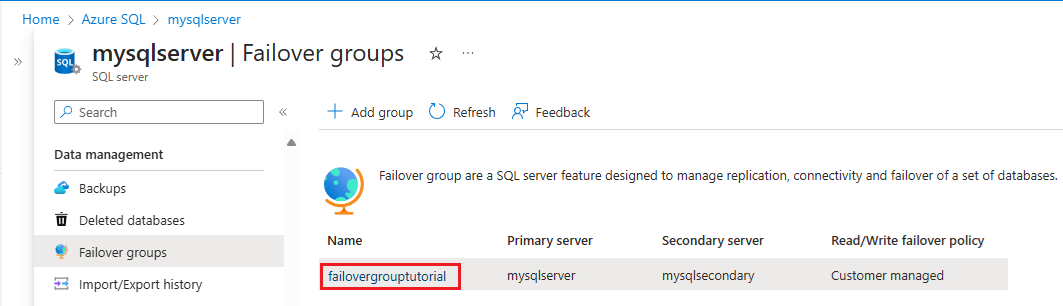 Home > Azure SQL > mysqlserver
»
mysqlserver | Failover groups ☆ ···
SQL
SQL server
Search «
+ Add group Refresh Feedback
Data management
Backups
Deleted databases
Failover groups
Import/Export history
Failover group are a SQL server feature designed to manage replication, connectivity and failover of a set of databases.
Name Primary server Secondary server Read/Write failover policy
failovergrouptutorial mysqlserver mysqlsecondary Customer managed